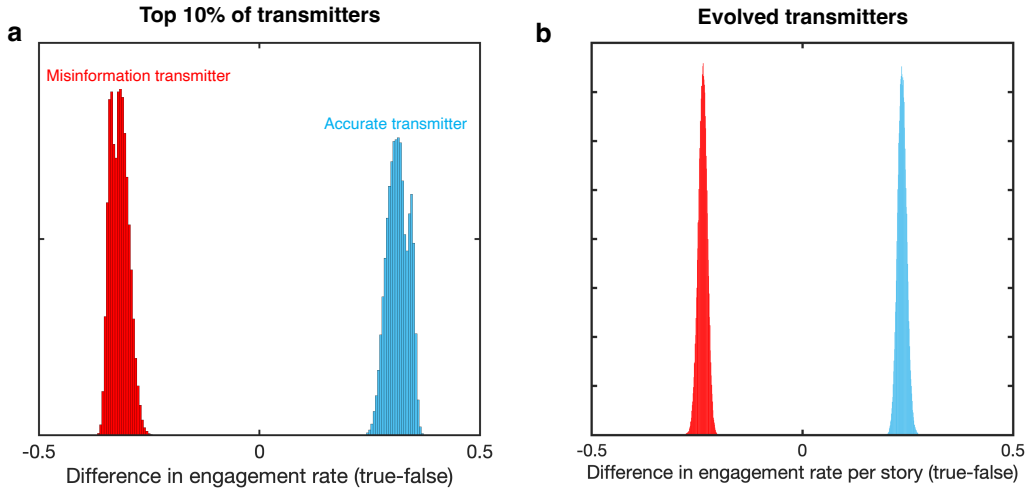 Top 10% of transmitters
a
Misinformation transmitter
Accurate transmitter
-0.5
0
0.5
Difference in engagement rate (true-false)
Evolved transmitters
b
-0.5
0
0.5
Difference in engagement rate per story (true-false)